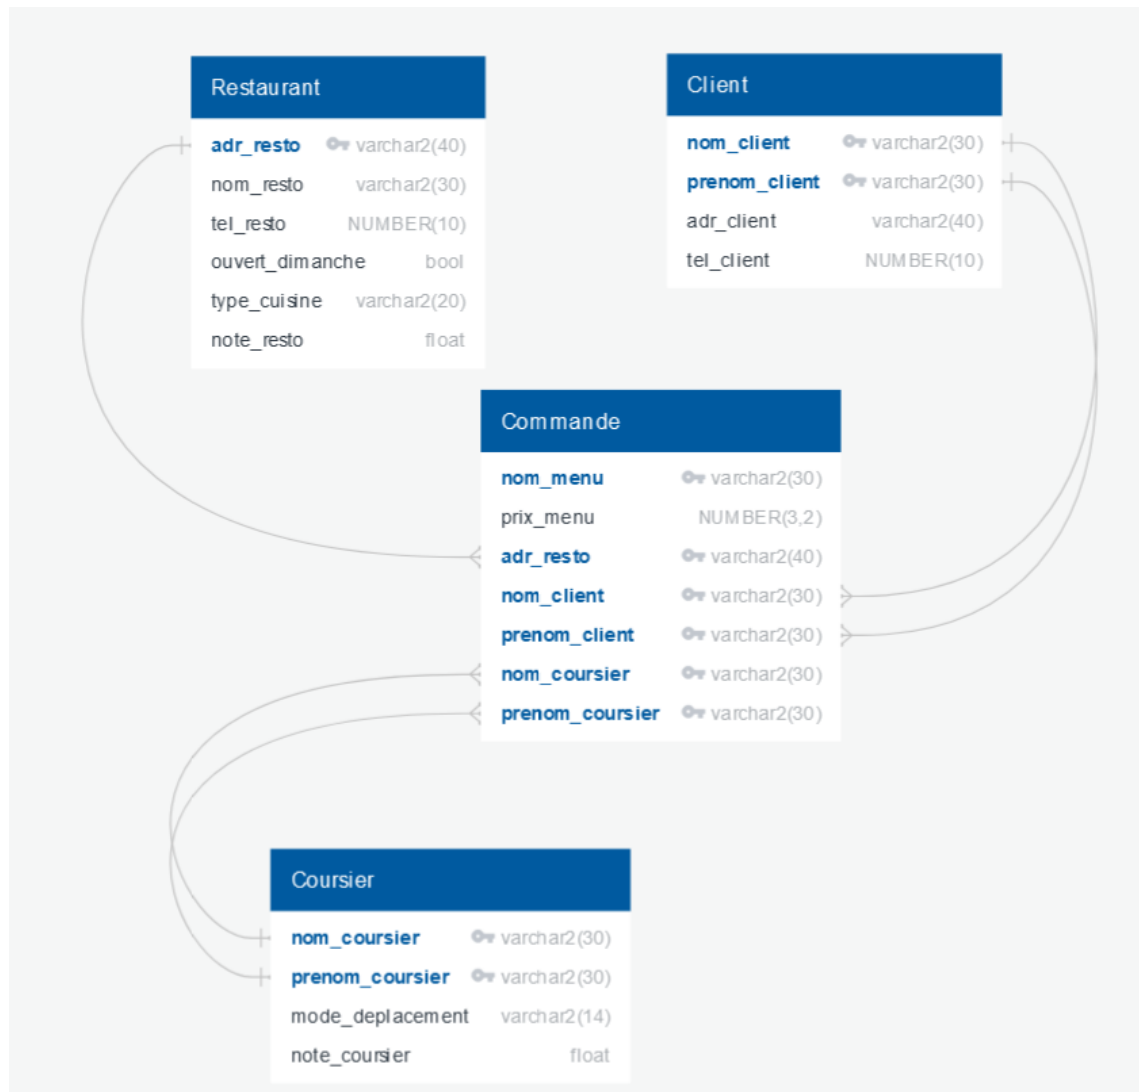 Restaurant
adr_resto varchar2(40)
nom_resto varchar2(30)
tel_resto NUMBER(10)
ouvert_dimanche bool
type_cuisine varchar2(20)
note_resto float
Client
nom_client varchar2(30)
prenom_client varchar2(30)
adr_client varchar2(40)
tel_client NUMBER(10)
Commande
nom_menu varchar2(30)
prix_menu NUMBER(3,2)
adr_resto varchar2(40)
nom_client varchar2(30)
prenom_client varchar2(30)
nom_coursier varchar2(30)
prenom_coursier varchar2(30)
Coursier
nom_coursier varchar2(30)
prenom_coursier varchar2(30)
mode_deplacement varchar2(14)
note_coursier float